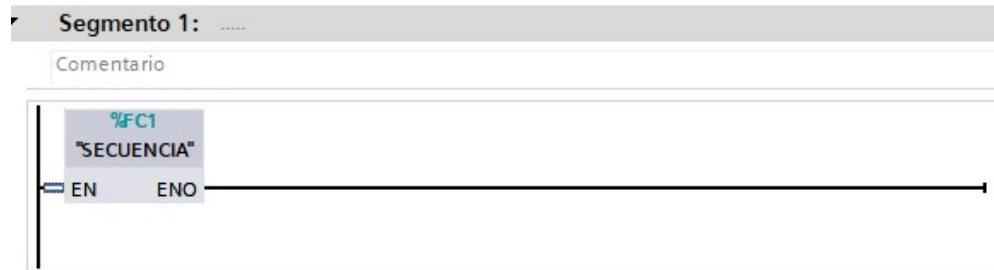 Segmento 1: .....
Comentario
%FC1
"SECUENCIA"
EN ENO